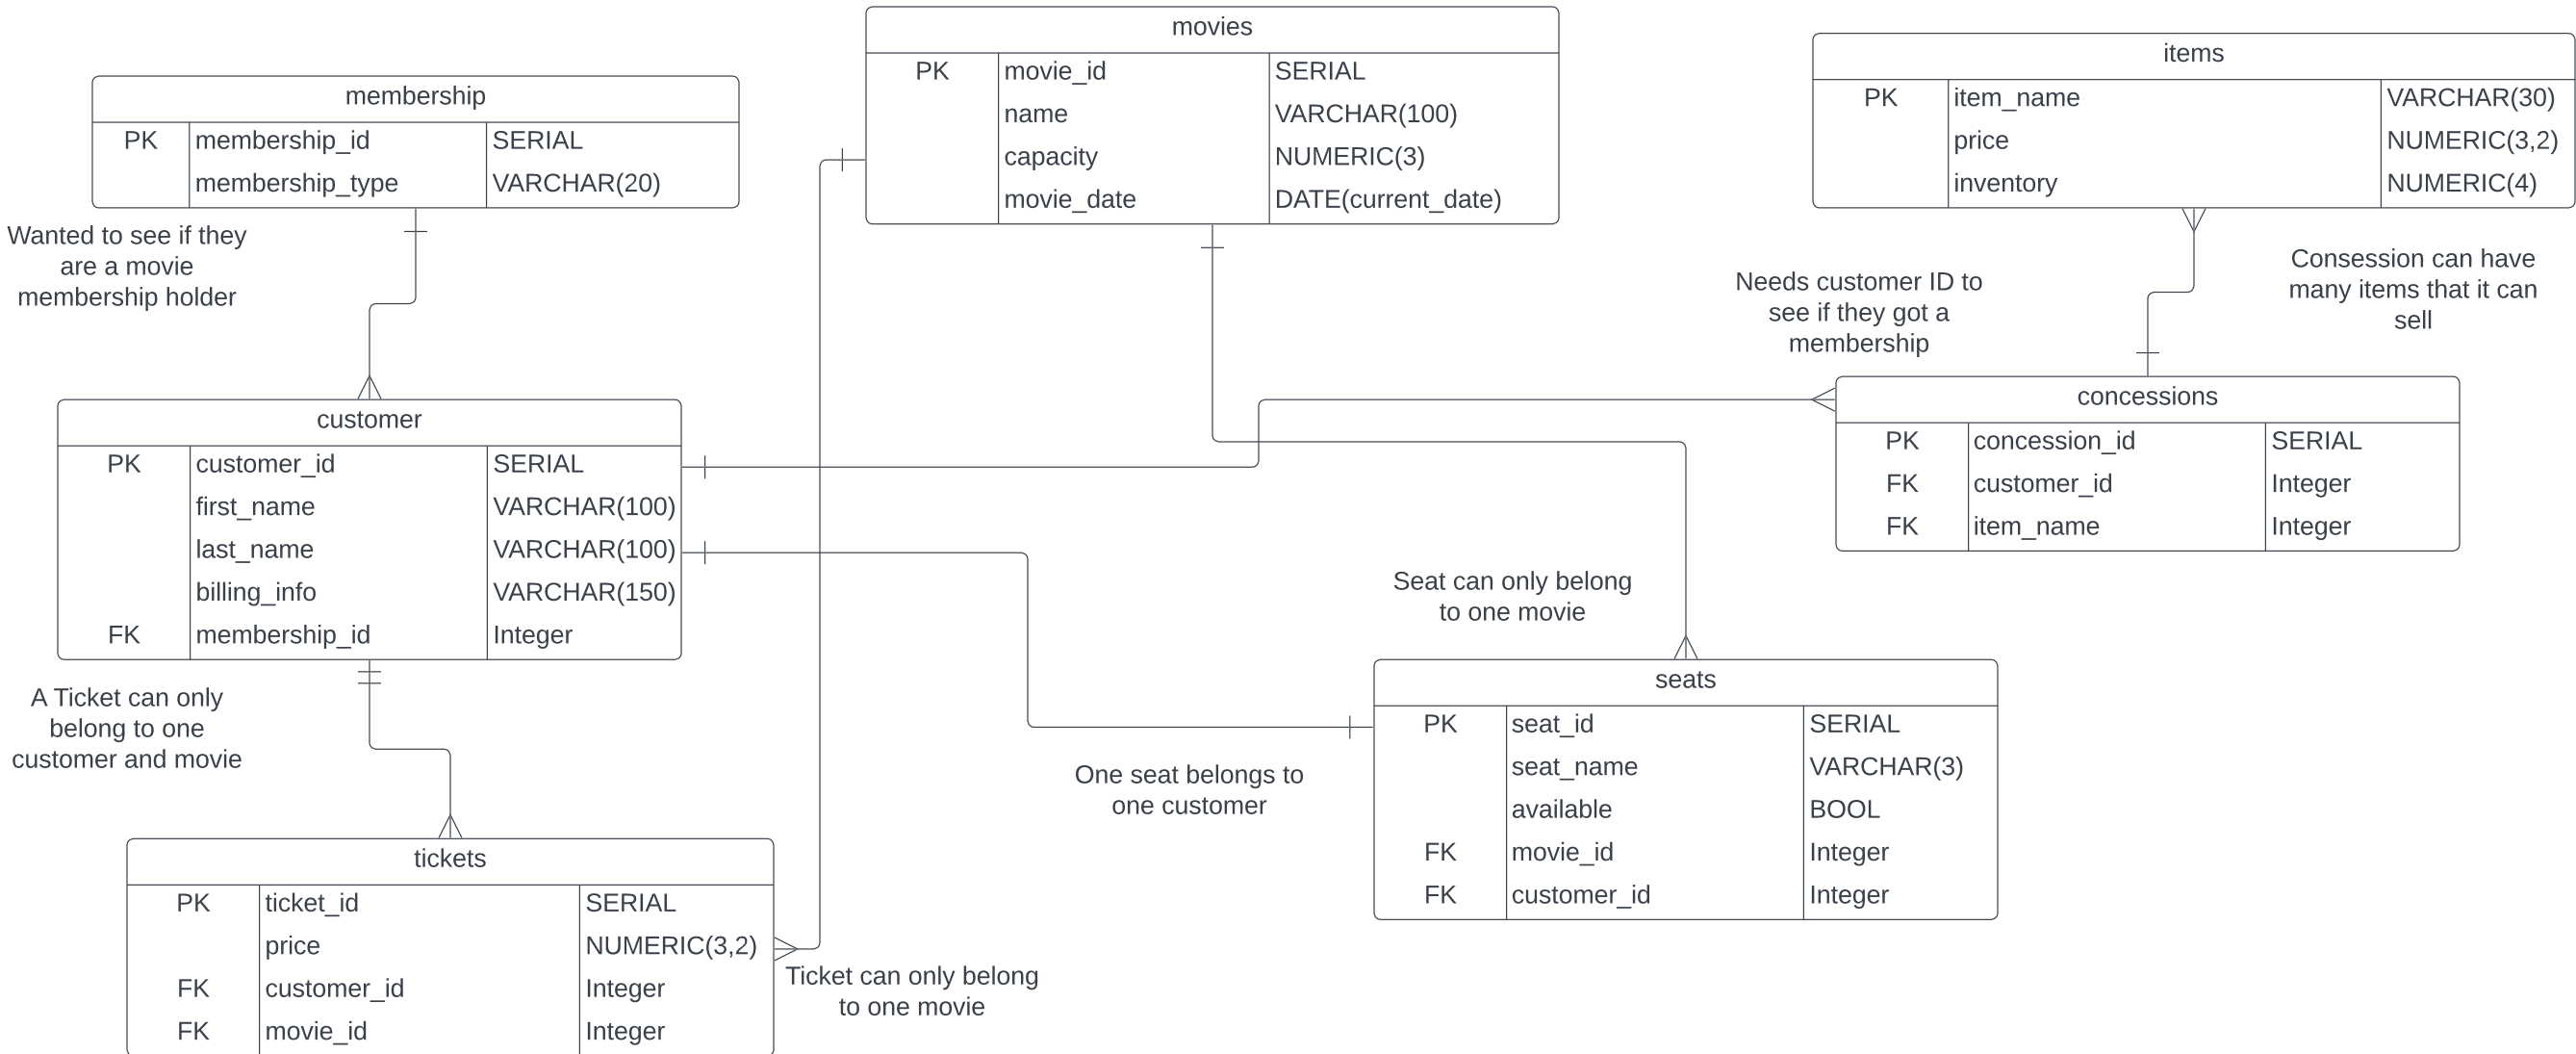 membership
PK membership_id SERIAL
membership_type VARCHAR(20)
Wanted to see if they
are a movie
membership holder
movies
PK movie_id SERIAL
name VARCHAR(100)
capacity NUMERIC(3)
movie_date DATE(current_date)
items
PK item_name VARCHAR(30)
price NUMERIC(3,2)
inventory NUMERIC(4)
Needs customer ID to
see if they got a
membership
Consession can have
many items that it can
sell
customer
PK customer_id SERIAL
first_name VARCHAR(100)
last_name VARCHAR(100)
billing_info VARCHAR(150)
FK membership_id Integer
concessions
PK concession_id SERIAL
FK customer_id Integer
FK item_name Integer
A Ticket can only
belong to one
customer and movie
Seat can only belong
to one movie
seats
PK seat_id SERIAL
seat_name VARCHAR(3)
available BOOL
FK movie_id Integer
FK customer_id Integer
One seat belongs to
one customer
tickets
PK ticket_id SERIAL
price NUMERIC(3,2)
FK customer_id Integer
FK movie_id Integer
Ticket can only belong
to one movie